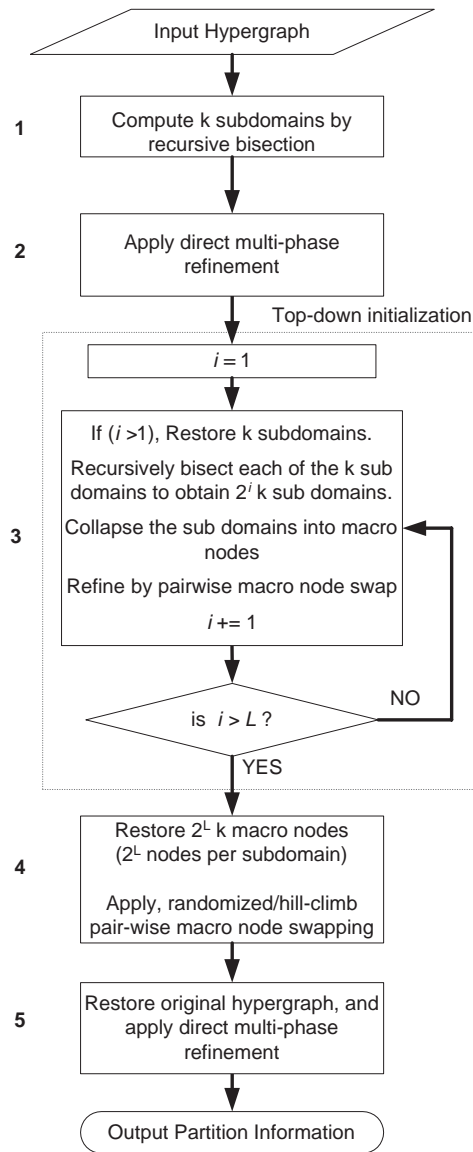 Input Hypergraph
1
Compute k subdomains by
recursive bisection
2
Apply direct multi-phase
refinement
Top-down initialization
i = 1
3
If (i >1), Restore k subdomains.
Recursively bisect each of the k sub
domains to obtain 2^i k sub domains.
Collapse the sub domains into macro
nodes
Refine by pairwise macro node swap
i += 1
is i > L ?
NO
YES
4
Restore 2^L k macro nodes
(2^L nodes per subdomain)
Apply, randomized/hill-climb
pair-wise macro node swapping
5
Restore original hypergraph, and
apply direct multi-phase
refinement
Output Partition Information